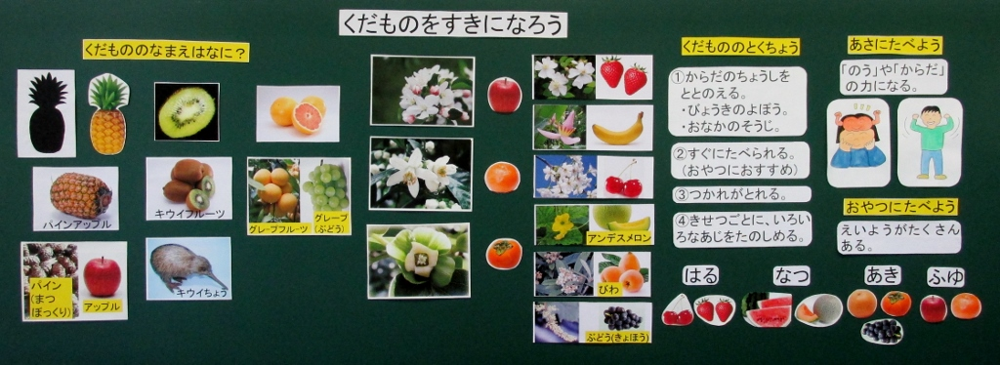 くだものをすきになろう
くだもののなまえはなに？
パインアップル
パイン
(まつ
ぼっくり)
アップル
キウイフルーツ
キウイちょう
グレープフルーツ
グレープ
(ぶどう)
アンデスメロン
びわ
ぶどう(きょほう)
くだもののとくちょう
①からだのちょうしを
ととのえる。
・びょうきのよぼう。
・おなかのそうじ。
②すぐにたべられる。
(おやつにおすすめ)
③つかれがとれる。
④きせつごとに、いろい
ろなあじをたのしめる。
あさにたべよう
「のう」や「からだ」
の力になる。
おやつにたべよう
えいようがたくさん
ある。
はる
なつ
あき
ふゆ